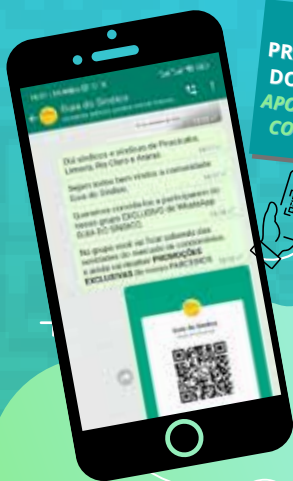 Guia do Síndico
Olá síndicos e síndicas de Piracicaba,
Limeira, Rio Claro e Araras.
Sejam todos bem vindos a comunidade
Guia do Síndico.
Queremos convida-los a participarem do
nosso grupo EXCLUSIVO do WhatsApp
GUIA DO SÍNDICO.
No grupo você vai ficar sabendo das
novidades do mercado de condomínios
e ainda vai receber PROMOÇÕES
EXCLUSIVAS de nossos PARCEIROS
Guia do Síndico
PR
DO
APO
CO